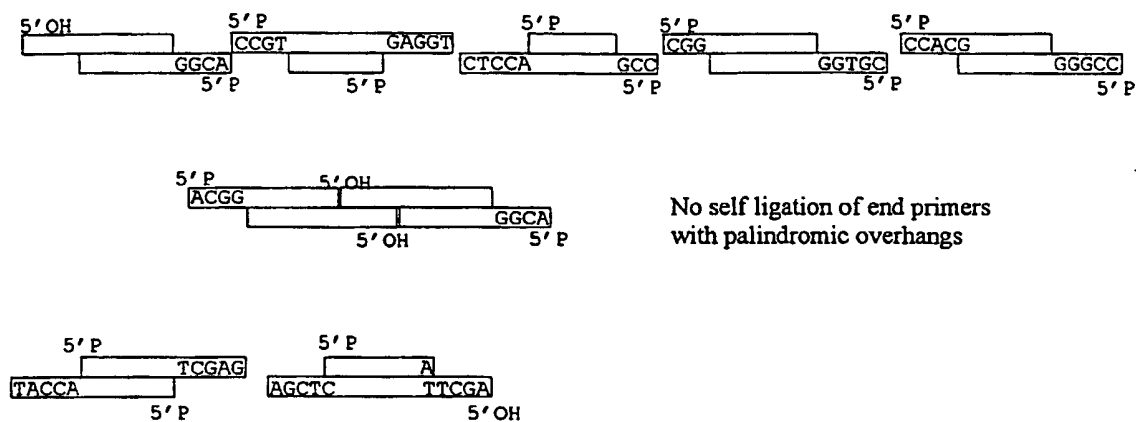 5'OH 5'P 5'P 5'P 5'P
CCGT GAGGT CGG CCACG
GGCA CTCCA GCC GGTGC GGGCC
5'P 5'P 5'P 5'P 5'P
5'P 5'OH
ACGG
GGCA
5'OH 5'P
No self ligation of end primers
with palindromic overhangs
5'P 5'P
TCGAG A
TACCA AGCTC TTCGA
5'P 5'OH